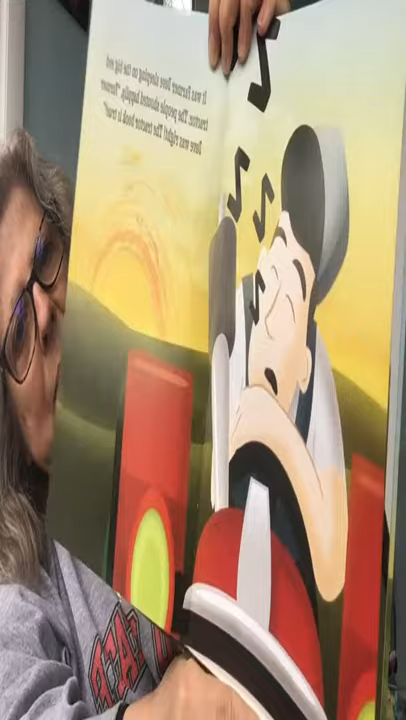 It was Farmer Dave sleeping on the big red
tractor. The people shouted happily, "Farmer
Dave was right! The tractor book is true!"